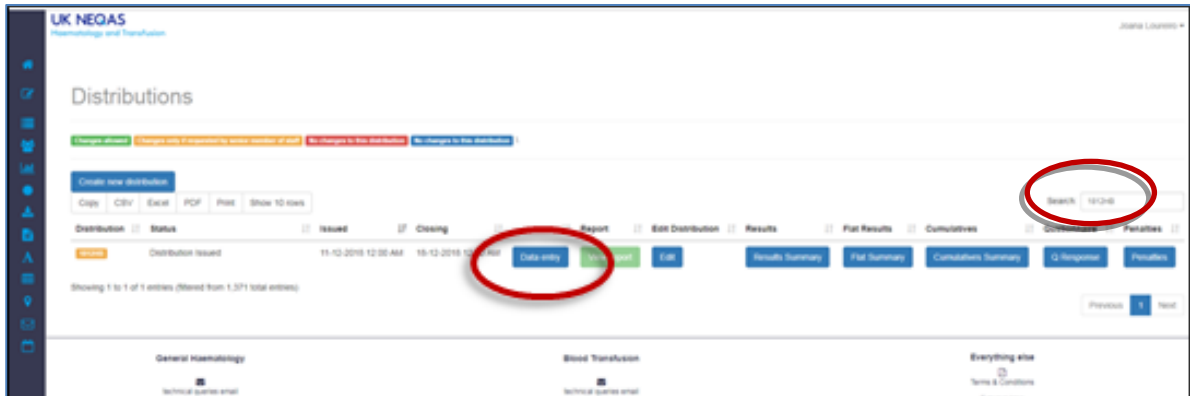 UK NEQAS
Haematology and Transfusion
Joana Loureiro
Distributions
Changes allowed Changes only if requested by senior member of staff No changes to this distribution No changes to this distribution
Create new distribution
Copy CSV Excel PDF Print Show 10 rows
Search:
Distribution Status Issued Closing Report Edit Distribution Results Flat Results Cumulatives Questionnaire Penalties
Distribution Issued 11-12-2018 12:00 AM Data entry View Report Edit Results Summary Flat Summary Cumulatives Summary Q Response Penalties
Showing 1 to 1 of 1 entries (filtered from 1,371 total entries)
Previous 1 Next
General Haematology Blood Transfusion Everything else
technical queries email technical queries email Terms & Conditions